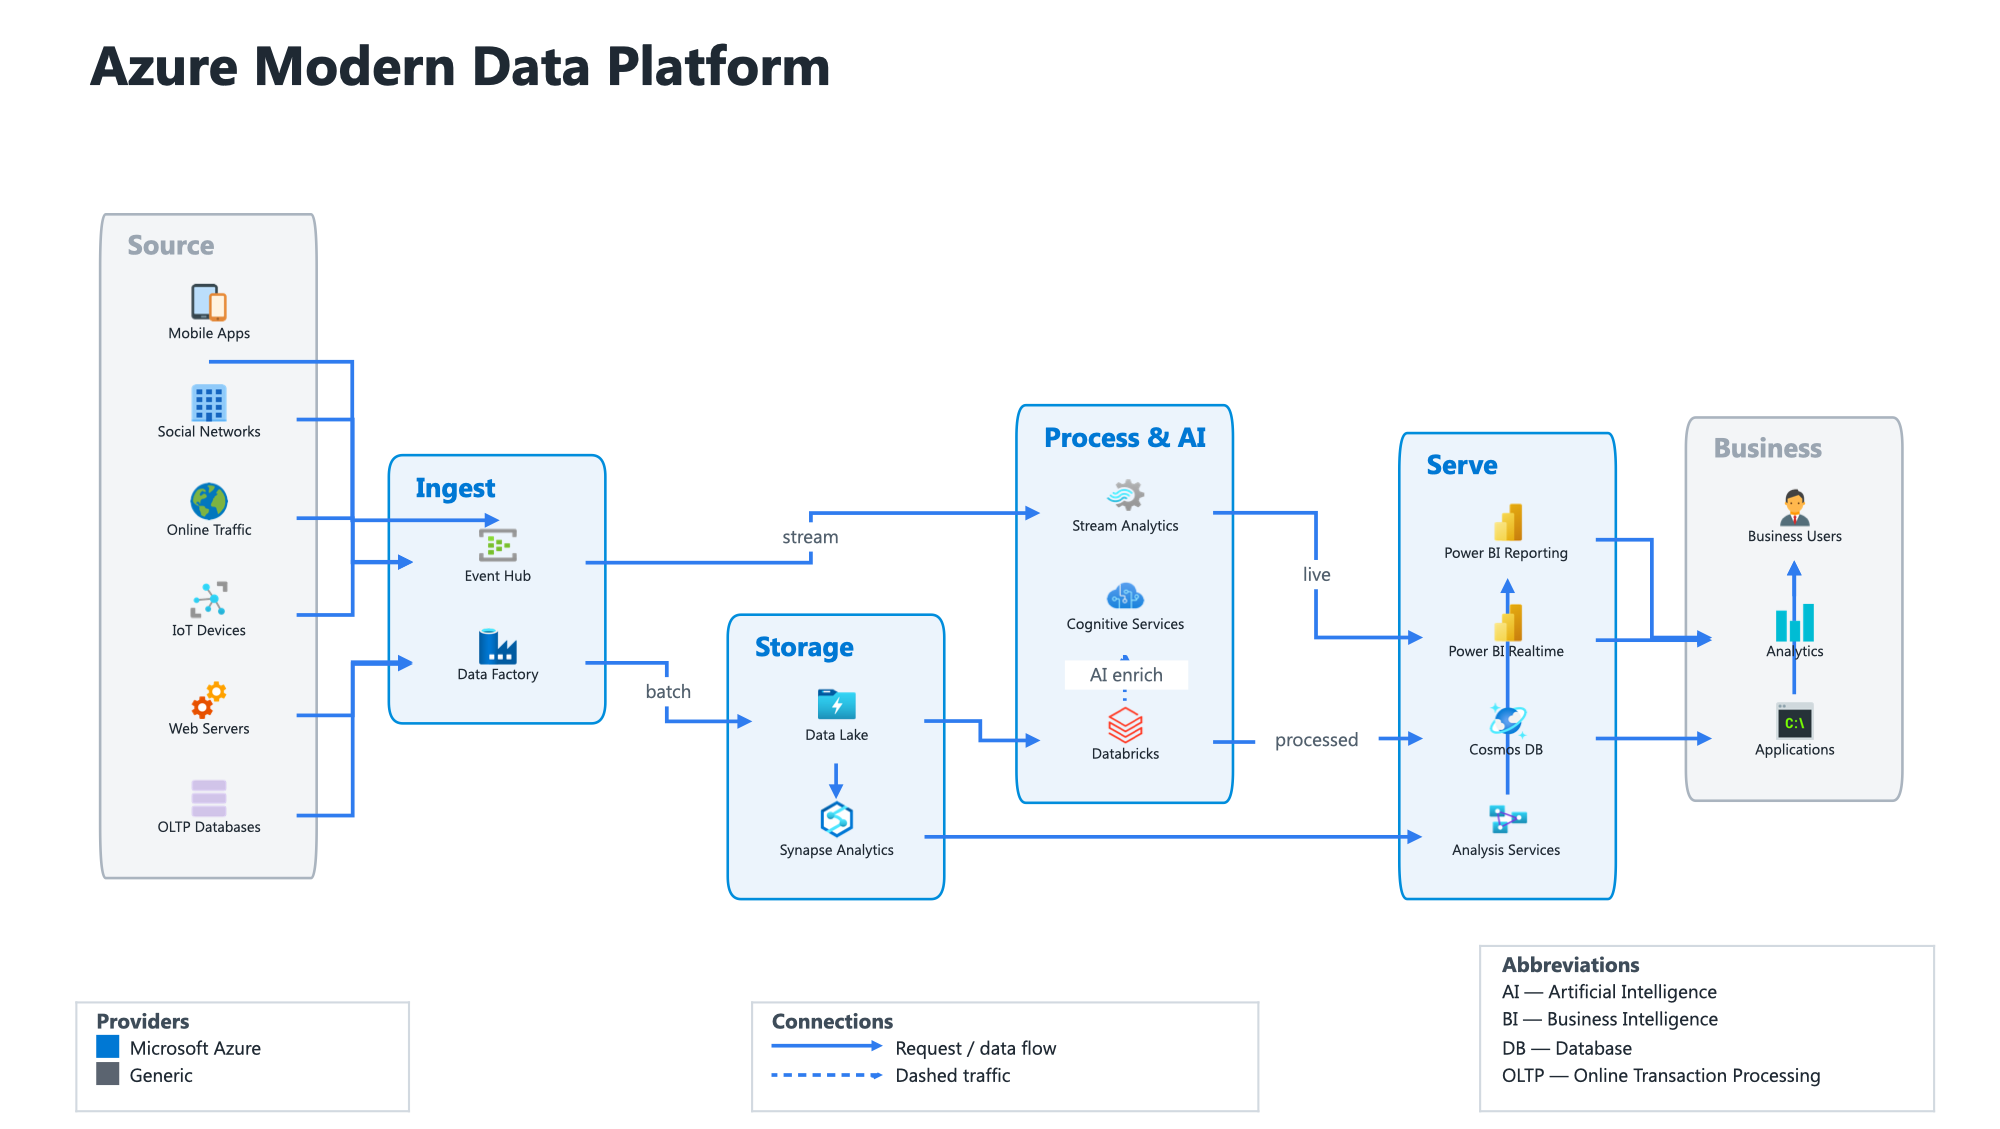 Azure Modern Data Platform
Source
Mobile Apps
Social Networks
Online Traffic
IoT Devices
Web Servers
OLTP Databases
Ingest
Event Hub
Data Factory
stream
batch
Storage
Data Lake
Synapse Analytics
Process & AI
Stream Analytics
Cognitive Services
AI enrich
Databricks
live
processed
Serve
Power BI Reporting
Power BI Realtime
Cosmos DB
Analysis Services
Business
Business Users
Analytics
C:\
Applications
Providers
Microsoft Azure
Generic
Connections
Request / data flow
Dashed traffic
Abbreviations
AI — Artificial Intelligence
BI — Business Intelligence
DB — Database
OLTP — Online Transaction Processing